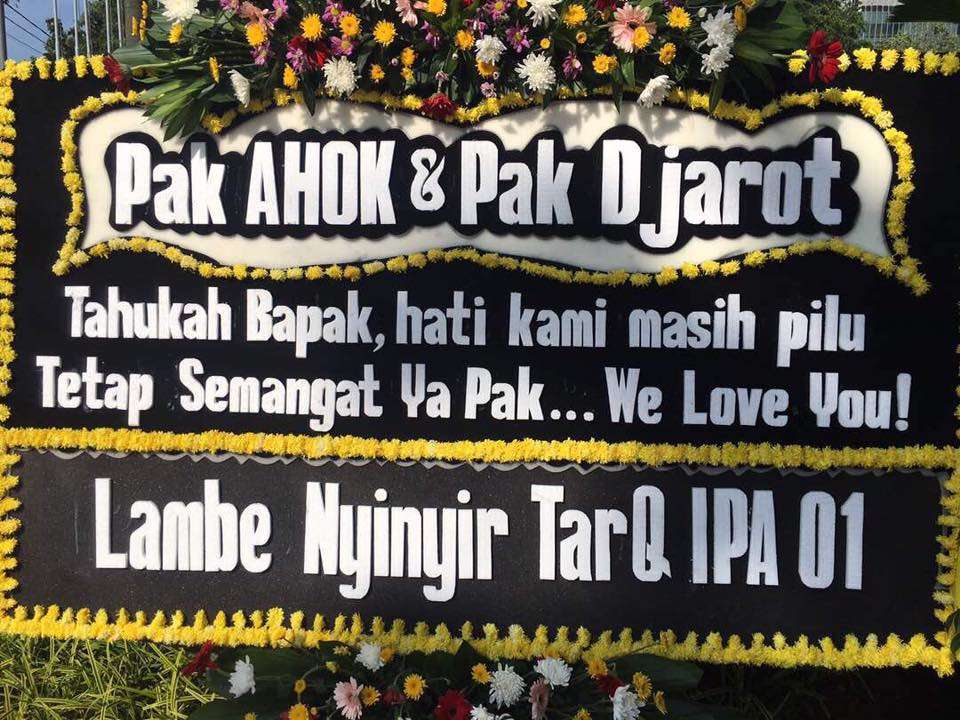 Pak AHOK & Pak Djarot
Tahukah Bapak, hati kami masih pilu
Tetap Semangat Ya Pak... We Love You!
Lambe Nyinyir TarQ IPA 01